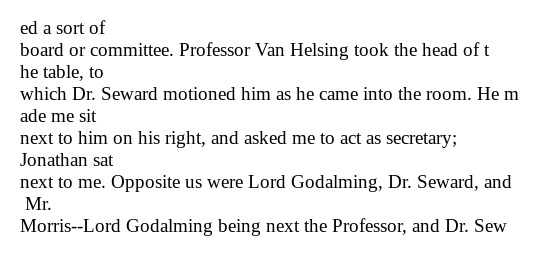 ed a sort of
board or committee. Professor Van Helsing took the head of t
he table, to
which Dr. Seward motioned him as he came into the room. He m
ade me sit
next to him on his right, and asked me to act as secretary;
Jonathan sat
next to me. Opposite us were Lord Godalming, Dr. Seward, and
 Mr.
Morris--Lord Godalming being next the Professor, and Dr. Sew